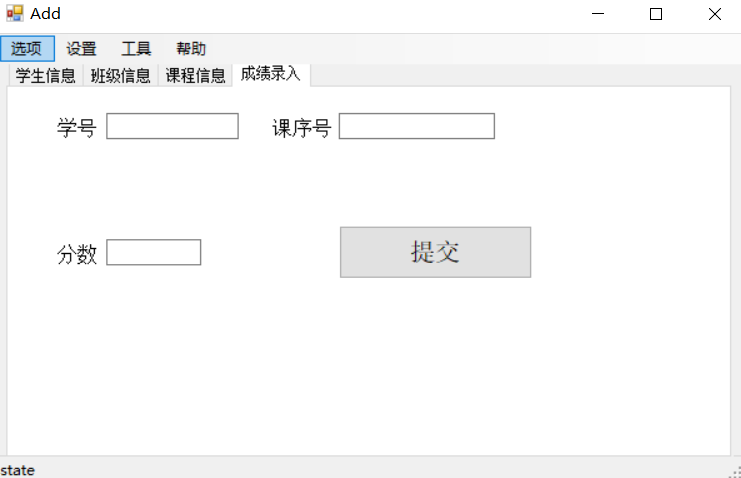 Add
选项 设置 工具 帮助
学生信息 班级信息 课程信息 成绩录入
学号 课序号
分数 提交
state